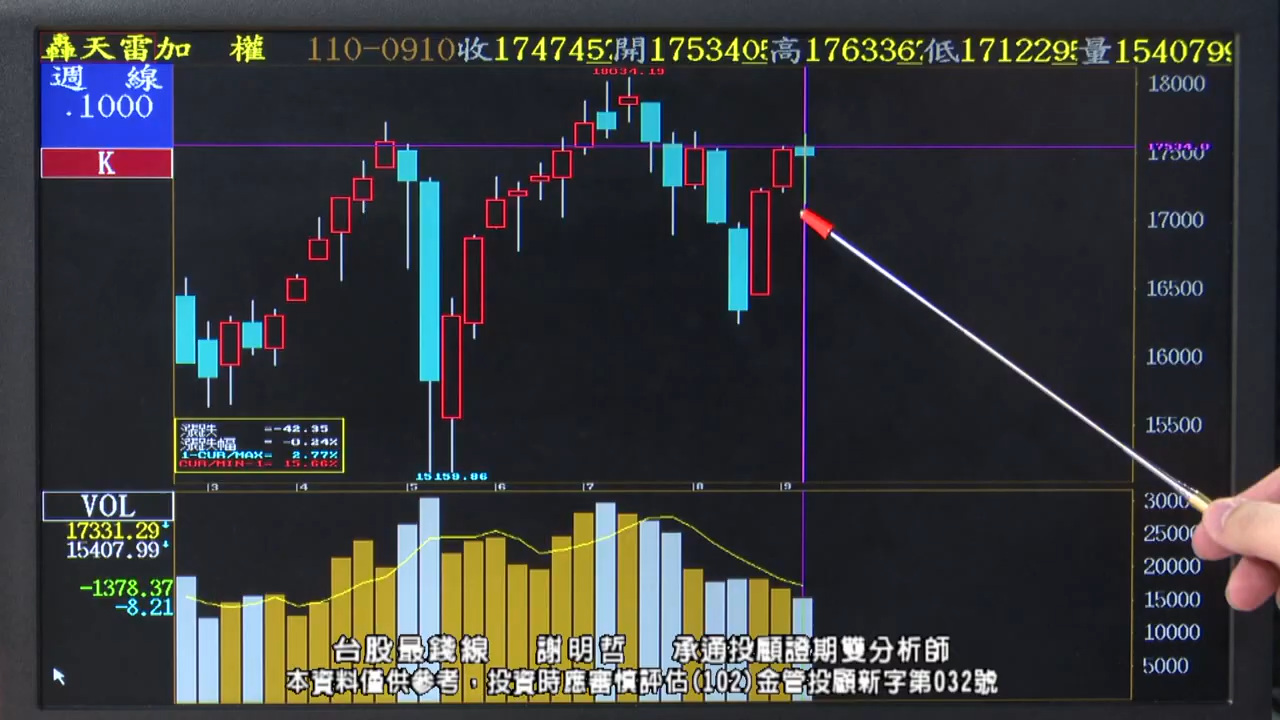 轟天雷加 權 110-0910收1747457開1753405高1763367低171229量1540799
週 線
.1000
K
18034.19
18000
17534.0
17500
17000
16500
16000
15500
漲跌 =-42.35
漲跌幅 = -0.24%
1-CUR/MAX= 2.77%
CUR/MIN-1= 15.66%
15159.86
3 4 5 6 7 8 9
VOL
17331.29
15407.99
-1378.37
-8.21
30000
25000
20000
15000
10000
5000
台股最錢線 謝明哲 承通投顧證期雙分析師
本資料僅供參考，投資時應審慎評估(102)金管投顧新字第032號